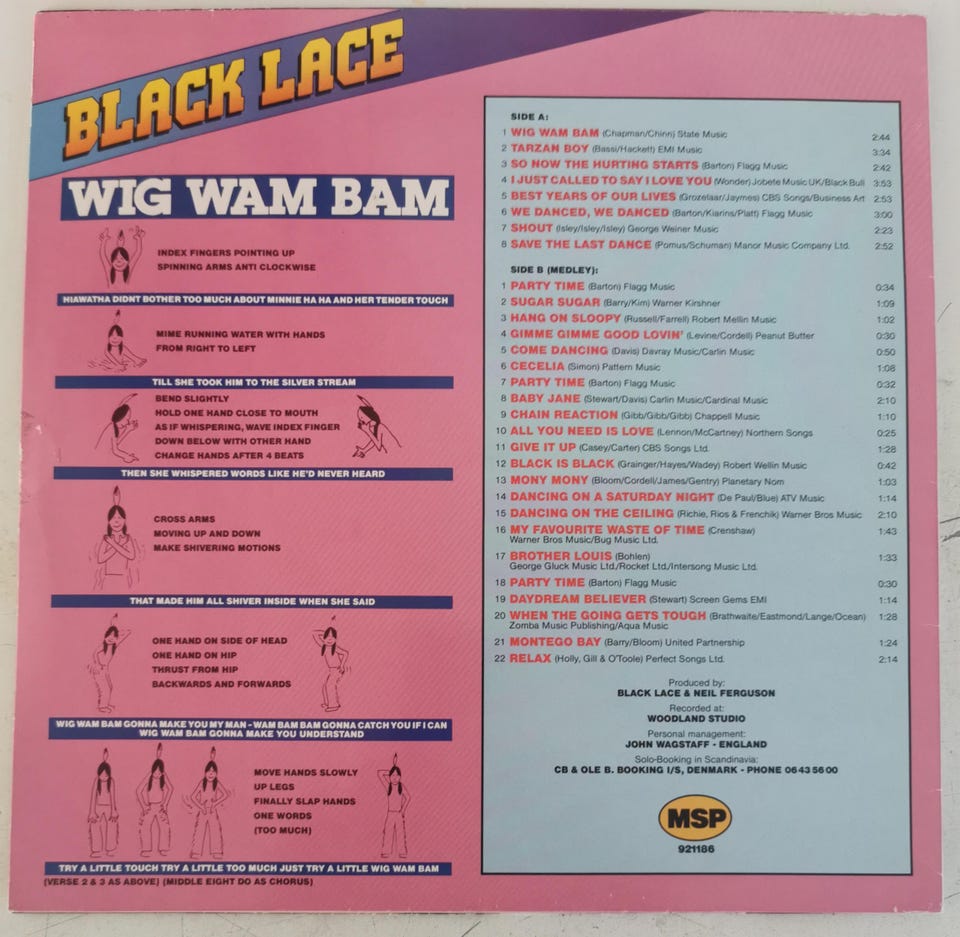 BLACK LACE
WIG WAM BAM
INDEX FINGERS POINTING UP
SPINNING ARMS ANTI CLOCKWISE
HIAWATHA DIDNT BOTHER TOO MUCH ABOUT MINNIE HA HA AND HER TENDER TOUCH
MIME RUNNING WATER WITH HANDS
FROM RIGHT TO LEFT
TILL SHE TOOK HIM TO THE SILVER STREAM
BEND SLIGHTLY
HOLD ONE HAND CLOSE TO MOUTH
AS IF WHISPERING, WAVE INDEX FINGER
DOWN BELOW WITH OTHER HAND
CHANGE HANDS AFTER 4 BEATS
THEN SHE WHISPERED WORDS LIKE HE'D NEVER HEARD
CROSS ARMS
MOVING UP AND DOWN
MAKE SHIVERING MOTIONS
THAT MADE HIM ALL SHIVER INSIDE WHEN SHE SAID
ONE HAND ON SIDE OF HEAD
ONE HAND ON HIP
THRUST FROM HIP
BACKWARDS AND FORWARDS
WIG WAM BAM GONNA MAKE YOU MY MAN - WAM BAM BAM GONNA CATCH YOU IF I CAN
WIG WAM BAM GONNA MAKE YOU UNDERSTAND
MOVE HANDS SLOWLY
UP LEGS
FINALLY SLAP HANDS
ONE WORDS
(TOO MUCH)
TRY A LITTLE TOUCH TRY A LITTLE TOO MUCH JUST TRY A LITTLE WIG WAM BAM
(VERSE 2 & 3 AS ABOVE) (MIDDLE EIGHT DO AS CHORUS)
SIDE A:
1 WIG WAM BAM (Chapman/Chinn) State Music 2:44
2 TARZAN BOY (Bassi/Hackett) EMI Music 3:34
3 SO NOW THE HURTING STARTS (Barton) Flagg Music 2:42
4 I JUST CALLED TO SAY I LOVE YOU (Wonder) Jobete Music UK/Black Bull 3:53
5 BEST YEARS OF OUR LIVES (Grozelaar/Jaymes) CBS Songs/Business Art 2:53
6 WE DANCED, WE DANCED (Barton/Kiarins/Platt) Flagg Music 3:00
7 SHOUT (Isley/Isley/Isley) George Weiner Music 2:23
8 SAVE THE LAST DANCE (Pomus/Schuman) Manor Music Company Ltd. 2:52
SIDE B (MEDLEY):
1 PARTY TIME (Barton) Flagg Music 0:34
2 SUGAR SUGAR (Barry/Kim) Warner Kirshner 1:09
3 HANG ON SLOOPY (Russell/Farrell) Robert Mellin Music 1:02
4 GIMME GIMME GOOD LOVIN' (Levine/Cordell) Peanut Butter 0:30
5 COME DANCING (Davis) Davray Music/Carlin Music 0:50
6 CECELIA (Simon) Pattern Music 1:08
7 PARTY TIME (Barton) Flagg Music 0:32
8 BABY JANE (Stewart/Davis) Carlin Music/Cardinal Music 2:10
9 CHAIN REACTION (Gibb/Gibb/Gibb) Chappell Music 1:10
10 ALL YOU NEED IS LOVE (Lennon/McCartney) Northern Songs 0:25
11 GIVE IT UP (Casey/Carter) CBS Songs Ltd. 1:28
12 BLACK IS BLACK (Grainger/Hayes/Wadey) Robert Wellin Music 0:42
13 MONY MONY (Bloom/Cordell/James/Gentry) Planetary Nom 1:03
14 DANCING ON A SATURDAY NIGHT (De Paul/Blue) ATV Music 1:14
15 DANCING ON THE CEILING (Richie, Rios & Frenchik) Warner Bros Music 2:10
16 MY FAVOURITE WASTE OF TIME (Crenshaw) 1:43
Warner Bros Music/Bug Music Ltd.
17 BROTHER LOUIS (Bohlen) 1:33
George Gluck Music Ltd./Rocket Ltd./Intersong Music Ltd.
18 PARTY TIME (Barton) Flagg Music 0:30
19 DAYDREAM BELIEVER (Stewart) Screen Gems EMI 1:14
20 WHEN THE GOING GETS TOUGH (Brathwaite/Eastmond/Lange/Ocean) 1:28
Zomba Music Publishing/Aqua Music
21 MONTEGO BAY (Barry/Bloom) United Partnership 1:24
22 RELAX (Holly, Gill & O'Toole) Perfect Songs Ltd. 2:14
Produced by:
BLACK LACE & NEIL FERGUSON
Recorded at:
WOODLAND STUDIO
Personal management:
JOHN WAGSTAFF - ENGLAND
Solo-Booking in Scandinavia:
CB & OLE B. BOOKING I/S, DENMARK - PHONE 06 43 56 00
MSP
921186